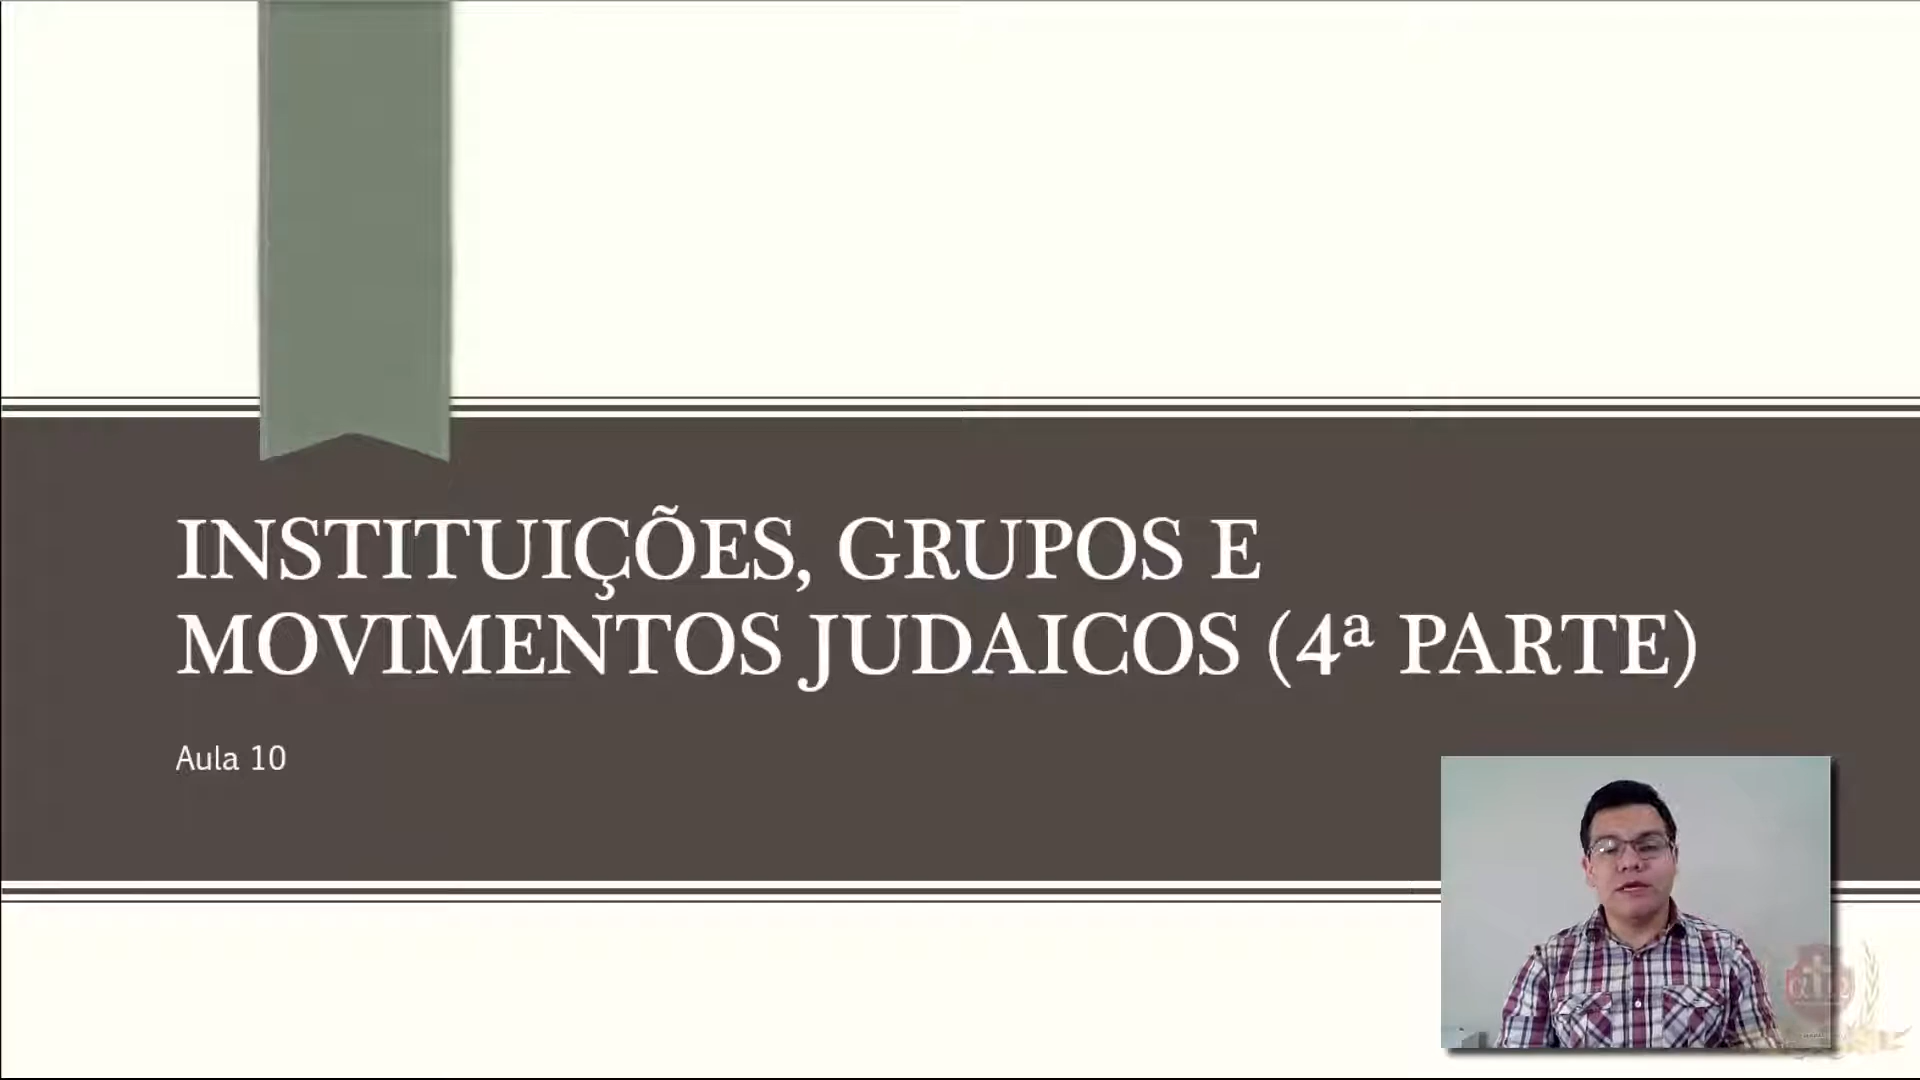 INSTITUIÇÕES, GRUPOS E
MOVIMENTOS JUDAICOS (4ª PARTE)
Aula 10